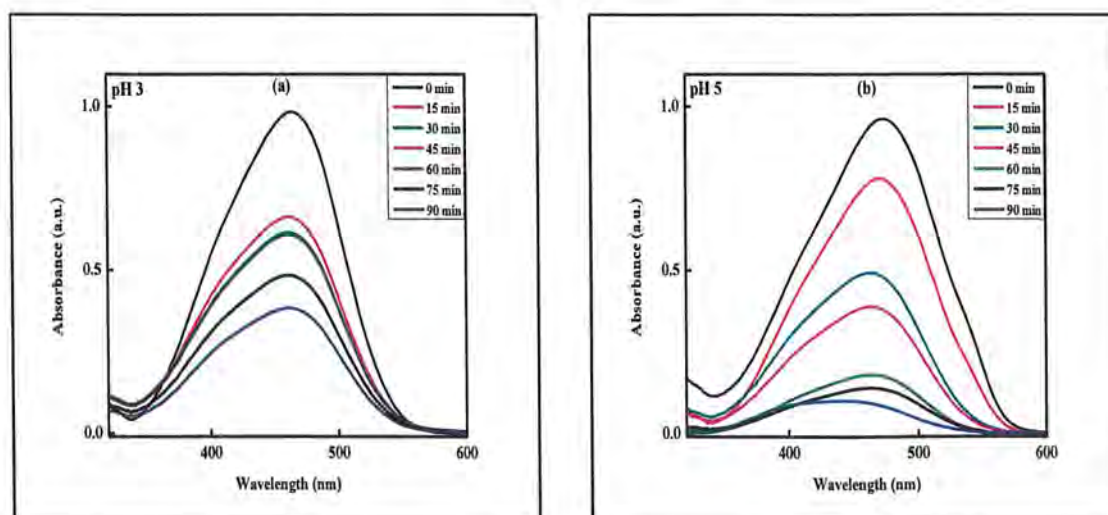 pH 3
(a)
0 min
15 min
30 min
45 min
60 min
75 min
90 min
1.0
0.5
0.0
400
500
600
Absorbance (a.u.)
Wavelength (nm)
pH 5
(b)
0 min
15 min
30 min
45 min
60 min
75 min
90 min
1.0
0.5
0.0
400
500
600
Absorbance (a.u.)
Wavelength (nm)